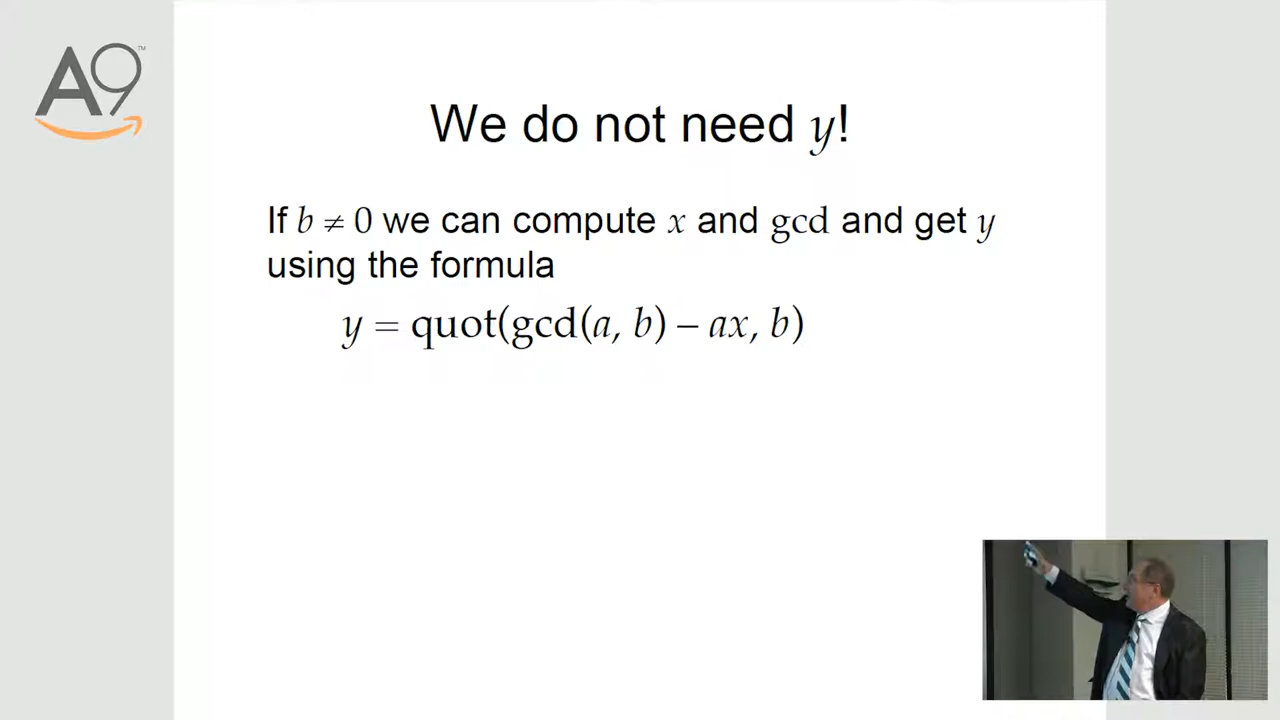 A9™
We do not need y!
If b ≠ 0 we can compute x and gcd and get y
using the formula
y = quot(gcd(a, b) – ax, b)